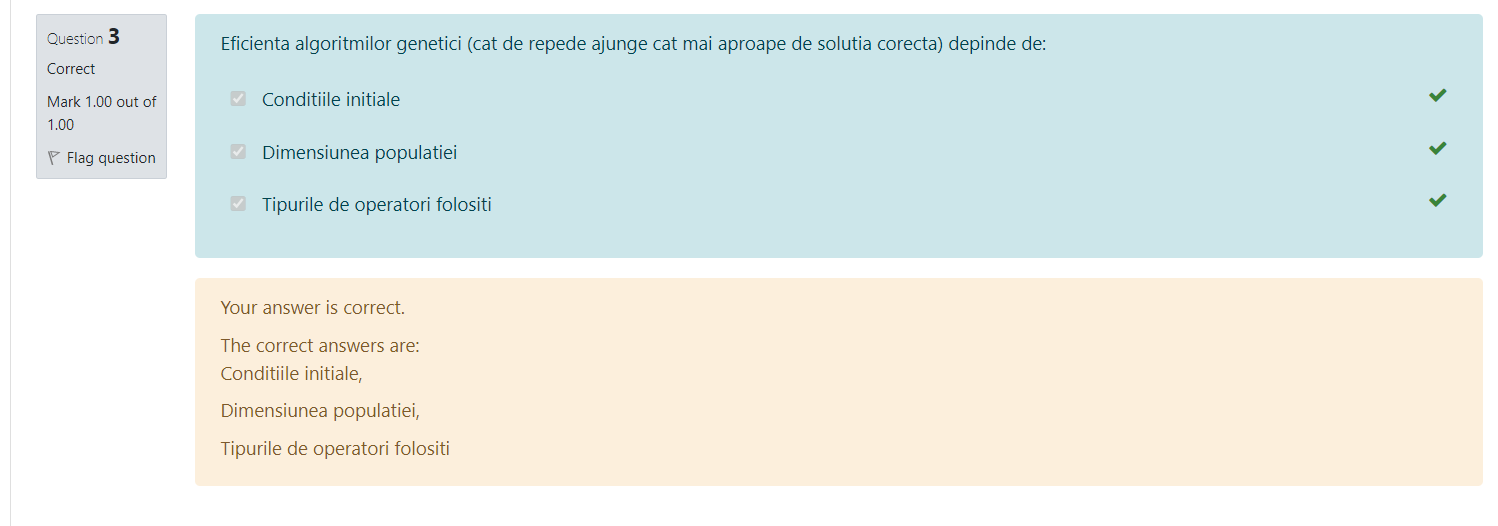 Question 3
Correct
Mark 1.00 out of
1.00
Flag question
Eficienta algoritmilor genetici (cat de repede ajunge cat mai aproape de solutia corecta) depinde de:
Conditiile initiale
Dimensiunea populatiei
Tipurile de operatori folositi
Your answer is correct.
The correct answers are:
Conditiile initiale,
Dimensiunea populatiei,
Tipurile de operatori folositi